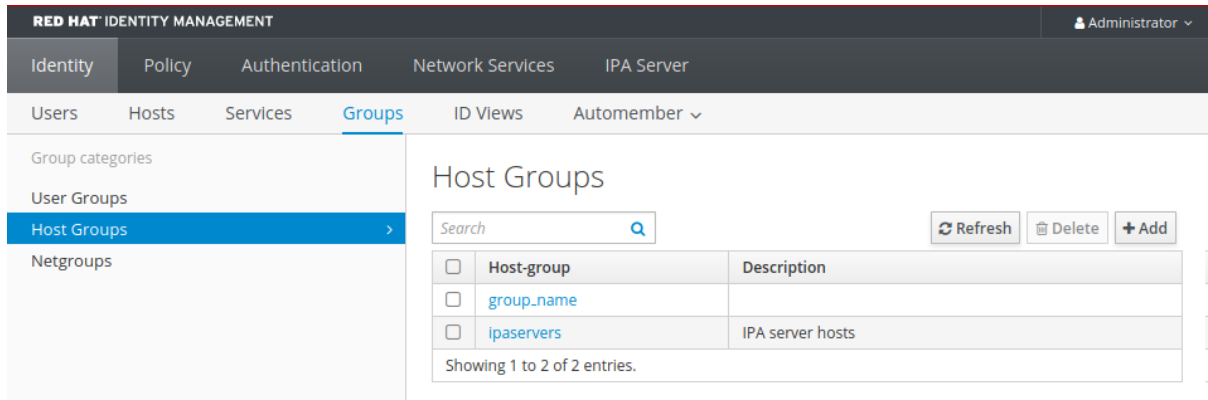 RED HAT IDENTITY MANAGEMENT Administrator
Identity Policy Authentication Network Services IPA Server
Users Hosts Services Groups ID Views Automember
Group categories
User Groups
Host Groups
Netgroups
Host Groups
Search Refresh Delete + Add
Host-group Description
group_name
ipaservers IPA server hosts
Showing 1 to 2 of 2 entries.